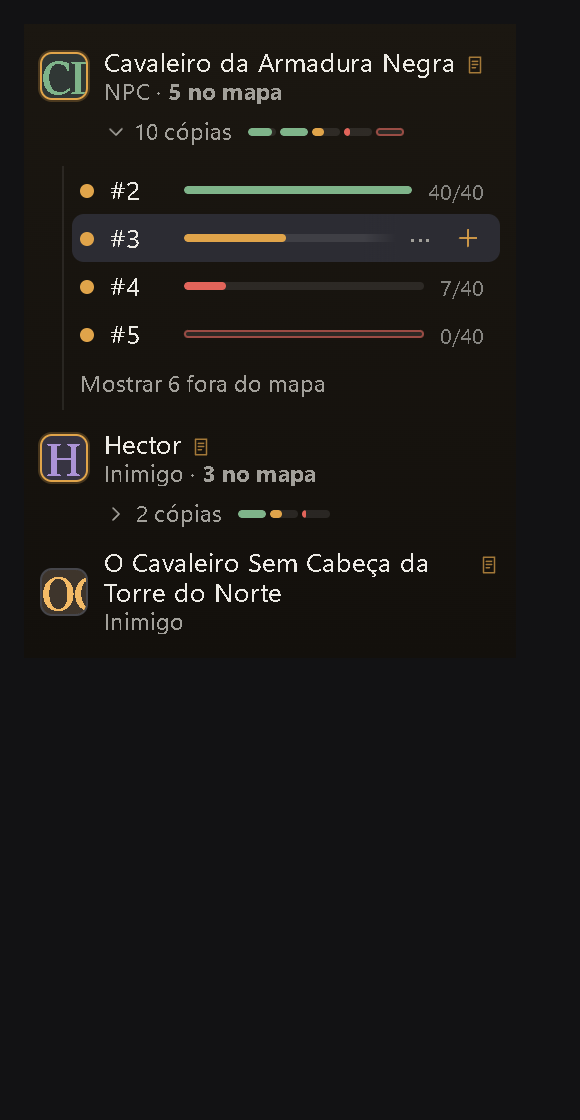 CI
Cavaleiro da Armadura Negra
NPC · 5 no mapa
10 cópias
#2 40/40
#3 ... +
#4 7/40
#5 0/40
Mostrar 6 fora do mapa
H
Hector
Inimigo · 3 no mapa
2 cópias
O Cavaleiro Sem Cabeça da
Torre do Norte
Inimigo